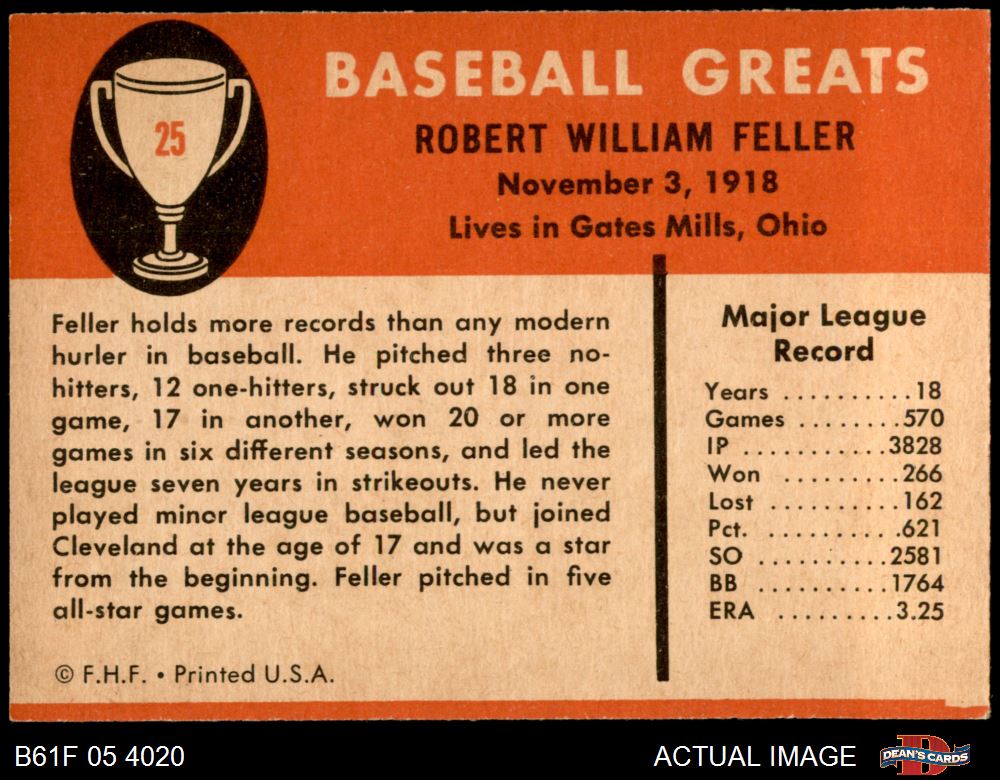 25
BASEBALL GREATS
ROBERT WILLIAM FELLER
November 3, 1918
Lives in Gates Mills, Ohio
Feller holds more records than any modern
hurler in baseball. He pitched three no-
hitters, 12 one-hitters, struck out 18 in one
game, 17 in another, won 20 or more
games in six different seasons, and led the
league seven years in strikeouts. He never
played minor league baseball, but joined
Cleveland at the age of 17 and was a star
from the beginning. Feller pitched in five
all-star games.
© F.H.F. • Printed U.S.A.
Major League
Record
Years ..........18
Games ........570
IP ...........3828
Won ..........266
Lost ..........162
Pct. ..........621
SO ..........2581
BB ..........1764
ERA .........3.25
B61F 05 4020
ACTUAL IMAGE
D
DEAN'S CARDS